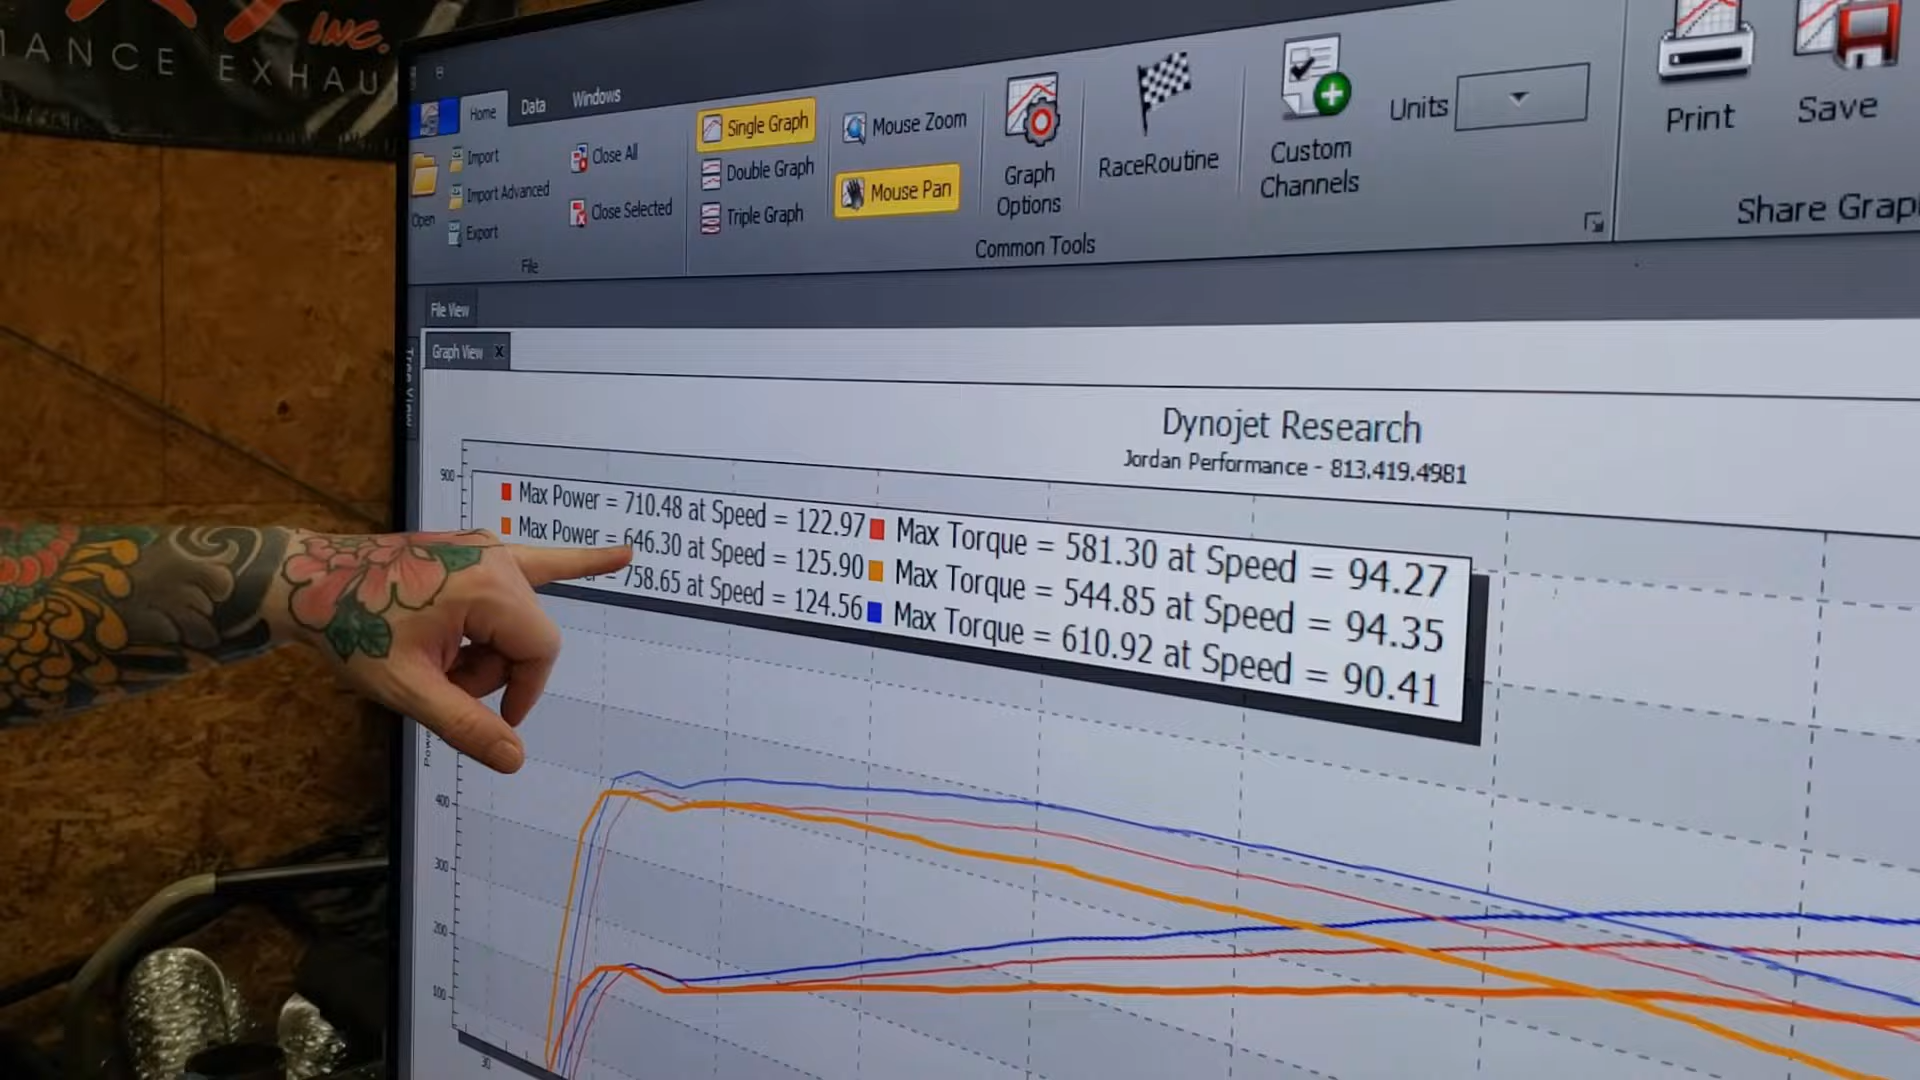 INC.
MANCE EXHAU
Home
Data
Windows
Open
Import
Import Advanced
Export
Close All
Close Selected
File
Single Graph
Double Graph
Triple Graph
Mouse Zoom
Mouse Pan
Graph Options
Common Tools
RaceRoutine
Custom Channels
Units
Print
Save
Share Grap
File View
Tree View
Graph View X
Dynojet Research
Jordan Performance - 813.419.4981
900
Max Power = 710.48 at Speed = 122.97 Max Torque = 581.30 at Speed = 94.27
Max Power = 646.30 at Speed = 125.90 Max Torque = 544.85 at Speed = 94.35
= 758.65 at Speed = 124.56 Max Torque = 610.92 at Speed = 90.41
Powe
400
300
200
100
30